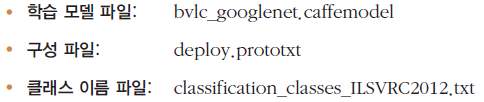 • 학습 모델 파일: bvlc_googlenet.caffemodel
• 구성 파일: deploy.prototxt
• 클래스 이름 파일: classification_classes_ILSVRC2012.txt